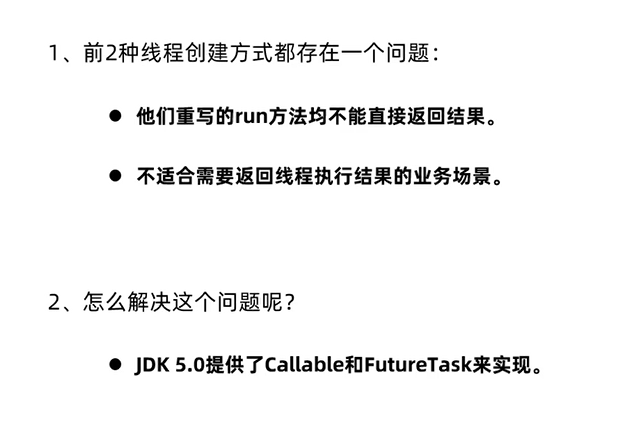 1、前2种线程创建方式都存在一个问题：
● 他们重写的run方法均不能直接返回结果。
● 不适合需要返回线程执行结果的业务场景。
2、怎么解决这个问题呢？
● JDK 5.0提供了Callable和FutureTask来实现。